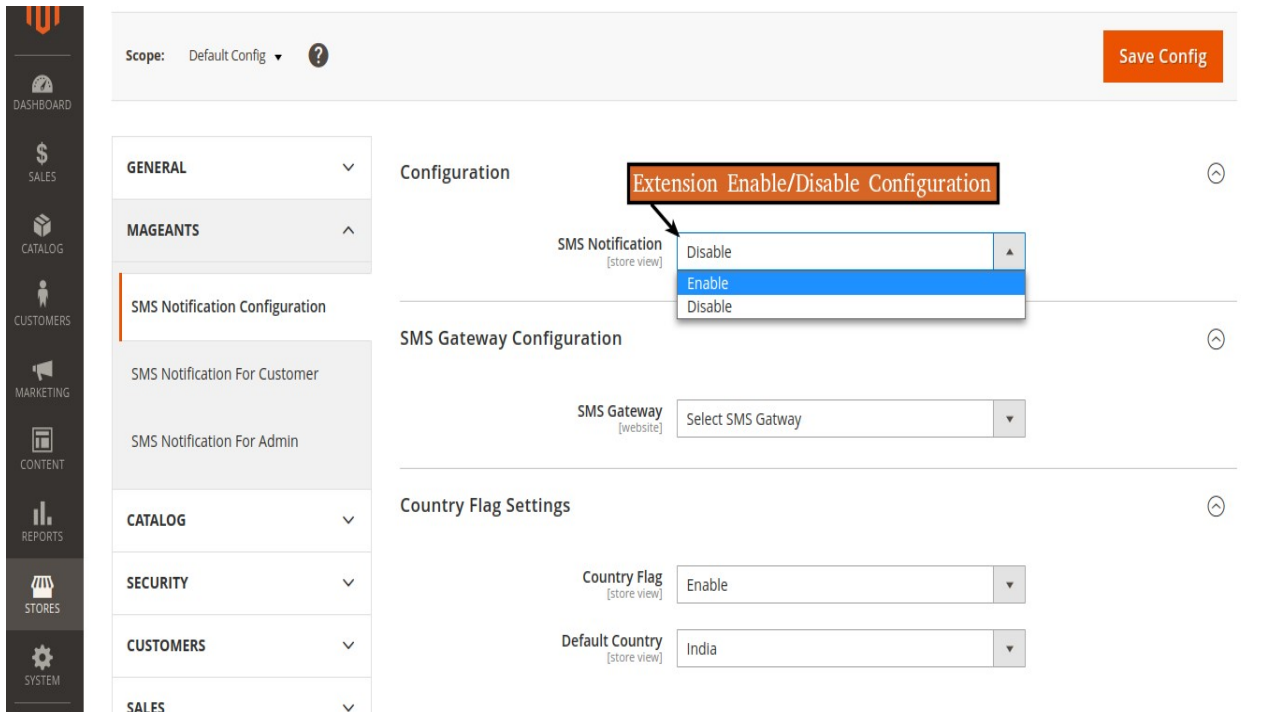 Scope: Default Config ?
Save Config
DASHBOARD
SALES
CATALOG
CUSTOMERS
MARKETING
CONTENT
REPORTS
STORES
SYSTEM
GENERAL
MAGEANTS
SMS Notification Configuration
SMS Notification For Customer
SMS Notification For Admin
CATALOG
SECURITY
CUSTOMERS
SALES
Configuration
Extension Enable/Disable Configuration
SMS Notification Disable
[store view]
Enable
Disable
SMS Gateway Configuration
SMS Gateway Select SMS Gatway
[website]
Country Flag Settings
Country Flag Enable
[store view]
Default Country India
[store view]